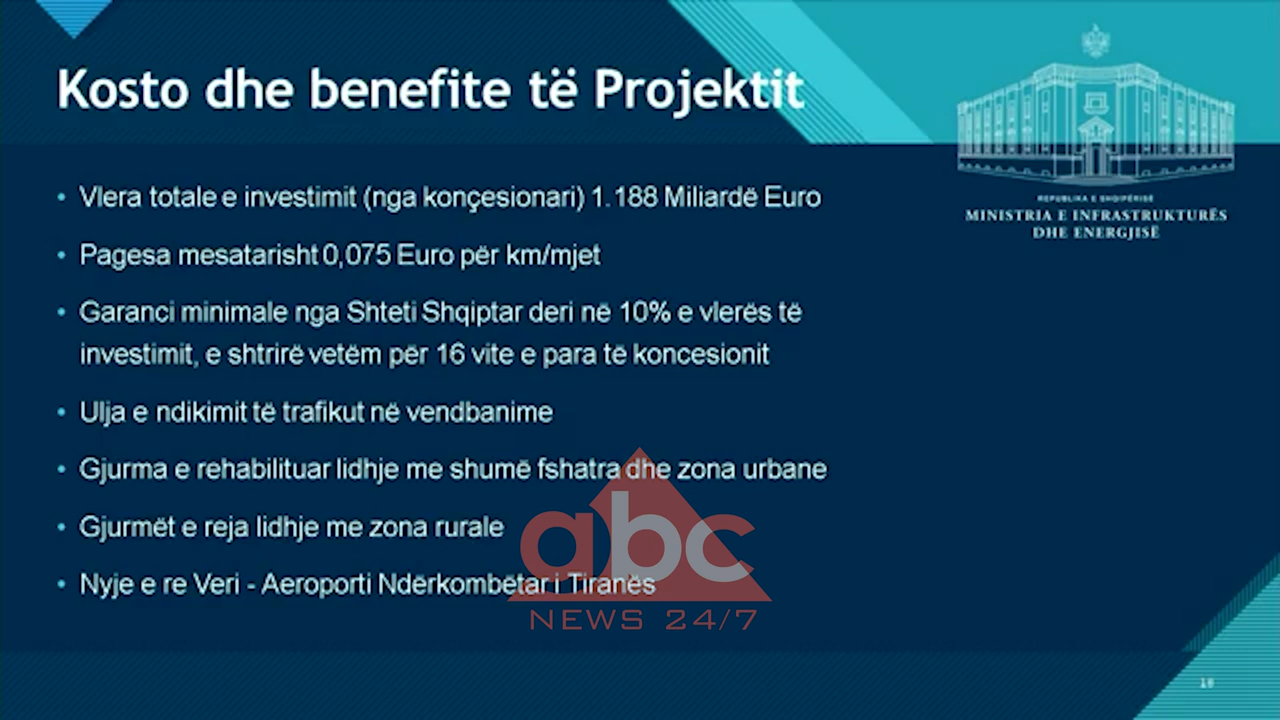 Kosto dhe benefite të Projektit
REPUBLIKA E SHQIPËRISË
MINISTRIA E INFRASTRUKTURËS
DHE ENERGJISË
• Vlera totale e investimit (nga konçesionari) 1.188 Miliardë Euro
• Pagesa mesatarisht 0,075 Euro për km/mjet
• Garanci minimale nga Shteti Shqiptar deri në 10% e vlerës të
investimit, e shtrirë vetëm për 16 vite e para të koncesionit
• Ulja e ndikimit të trafikut në vendbanime
• Gjurma e rehabilituar lidhje me shumë fshatra dhe zona urbane
• Gjurmët e reja lidhje me zona rurale
• Nyje e re Veri - Aeroporti Ndërkombëtar i Tiranës
abc
NEWS 24/7